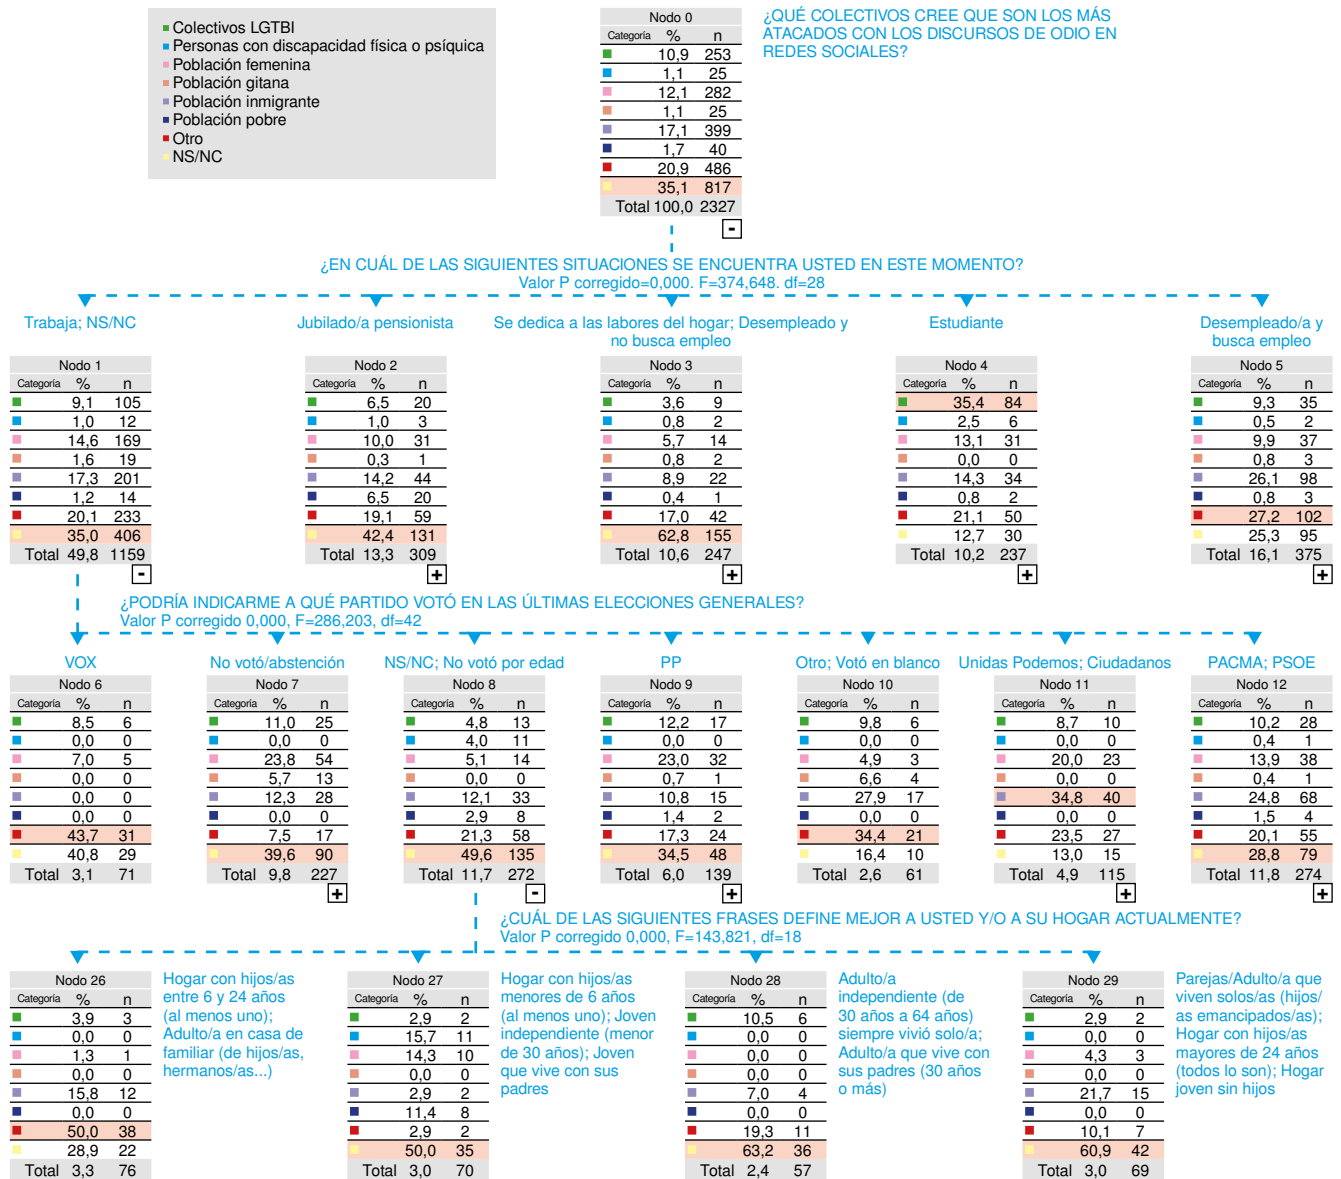 Colectivos LGTBI
Personas con discapacidad física o psíquica
Población femenina
Población gitana
Población inmigrante
Población pobre
Otro
NS/NC
Nodo 0
Categoría % n
10,9 253
1,1 25
12,1 282
1,1 25
17,1 399
1,7 40
20,9 486
35,1 817
Total 100,0 2327
-
¿QUÉ COLECTIVOS CREE QUE SON LOS MÁS
ATACADOS CON LOS DISCURSOS DE ODIO EN
REDES SOCIALES?
¿EN CUÁL DE LAS SIGUIENTES SITUACIONES SE ENCUENTRA USTED EN ESTE MOMENTO?
Valor P corregido=0,000. F=374,648. df=28
Trabaja; NS/NC
Nodo 1
Categoría % n
9,1 105
1,0 12
14,6 169
1,6 19
17,3 201
1,2 14
20,1 233
35,0 406
Total 49,8 1159
-
Jubilado/a pensionista
Nodo 2
Categoría % n
6,5 20
1,0 3
10,0 31
0,3 1
14,2 44
6,5 20
19,1 59
42,4 131
Total 13,3 309
+
Se dedica a las labores del hogar; Desempleado y
no busca empleo
Nodo 3
Categoría % n
3,6 9
0,8 2
5,7 14
0,8 2
8,9 22
0,4 1
17,0 42
62,8 155
Total 10,6 247
+
Estudiante
Nodo 4
Categoría % n
35,4 84
2,5 6
13,1 31
0,0 0
14,3 34
0,8 2
21,1 50
12,7 30
Total 10,2 237
+
Desempleado/a y
busca empleo
Nodo 5
Categoría % n
9,3 35
0,5 2
9,9 37
0,8 3
26,1 98
0,8 3
27,2 102
25,3 95
Total 16,1 375
+
¿PODRÍA INDICARME A QUÉ PARTIDO VOTÓ EN LAS ÚLTIMAS ELECCIONES GENERALES?
Valor P corregido 0,000, F=286,203, df=42
VOX
Nodo 6
Categoría % n
8,5 6
0,0 0
7,0 5
0,0 0
0,0 0
0,0 0
43,7 31
40,8 29
Total 3,1 71
No votó/abstención
Nodo 7
Categoría % n
11,0 25
0,0 0
23,8 54
5,7 13
12,3 28
0,0 0
7,5 17
39,6 90
Total 9,8 227
+
NS/NC; No votó por edad
Nodo 8
Categoría % n
4,8 13
4,0 11
5,1 14
0,0 0
12,1 33
2,9 8
21,3 58
49,6 135
Total 11,7 272
-
PP
Nodo 9
Categoría % n
12,2 17
0,0 0
23,0 32
0,7 1
10,8 15
1,4 2
17,3 24
34,5 48
Total 6,0 139
+
Otro; Votó en blanco
Nodo 10
Categoría % n
9,8 6
0,0 0
4,9 3
6,6 4
27,9 17
0,0 0
34,4 21
16,4 10
Total 2,6 61
Unidas Podemos; Ciudadanos
Nodo 11
Categoría % n
8,7 10
0,0 0
20,0 23
0,0 0
34,8 40
0,0 0
23,5 27
13,0 15
Total 4,9 115
+
PACMA; PSOE
Nodo 12
Categoría % n
10,2 28
0,4 1
13,9 38
0,4 1
24,8 68
1,5 4
20,1 55
28,8 79
Total 11,8 274
+
¿CUÁL DE LAS SIGUIENTES FRASES DEFINE MEJOR A USTED Y/O A SU HOGAR ACTUALMENTE?
Valor P corregido 0,000, F=143,821, df=18
Nodo 26
Categoría % n
3,9 3
0,0 0
1,3 1
0,0 0
15,8 12
0,0 0
50,0 38
28,9 22
Total 3,3 76
Hogar con hijos/as
entre 6 y 24 años
(al menos uno);
Adulto/a en casa de
familiar (de hijos/as,
hermanos/as...)
Nodo 27
Categoría % n
2,9 2
15,7 11
14,3 10
0,0 0
2,9 2
11,4 8
2,9 2
50,0 35
Total 3,0 70
Hogar con hijos/as
menores de 6 años
(al menos uno); Joven
independiente (menor
de 30 años); Joven
que vive con sus
padres
Nodo 28
Categoría % n
10,5 6
0,0 0
0,0 0
0,0 0
7,0 4
0,0 0
19,3 11
63,2 36
Total 2,4 57
Adulto/a
independiente (de
30 años a 64 años)
siempre vivió solo/a;
Adulto/a que vive con
sus padres (30 años
o más)
Nodo 29
Categoría % n
2,9 2
0,0 0
4,3 3
0,0 0
21,7 15
0,0 0
10,1 7
60,9 42
Total 3,0 69
Parejas/Adulto/a que
viven solos/as (hijos/
as emancipados/as);
Hogar con hijos/as
mayores de 24 años
(todos lo son); Hogar
joven sin hijos